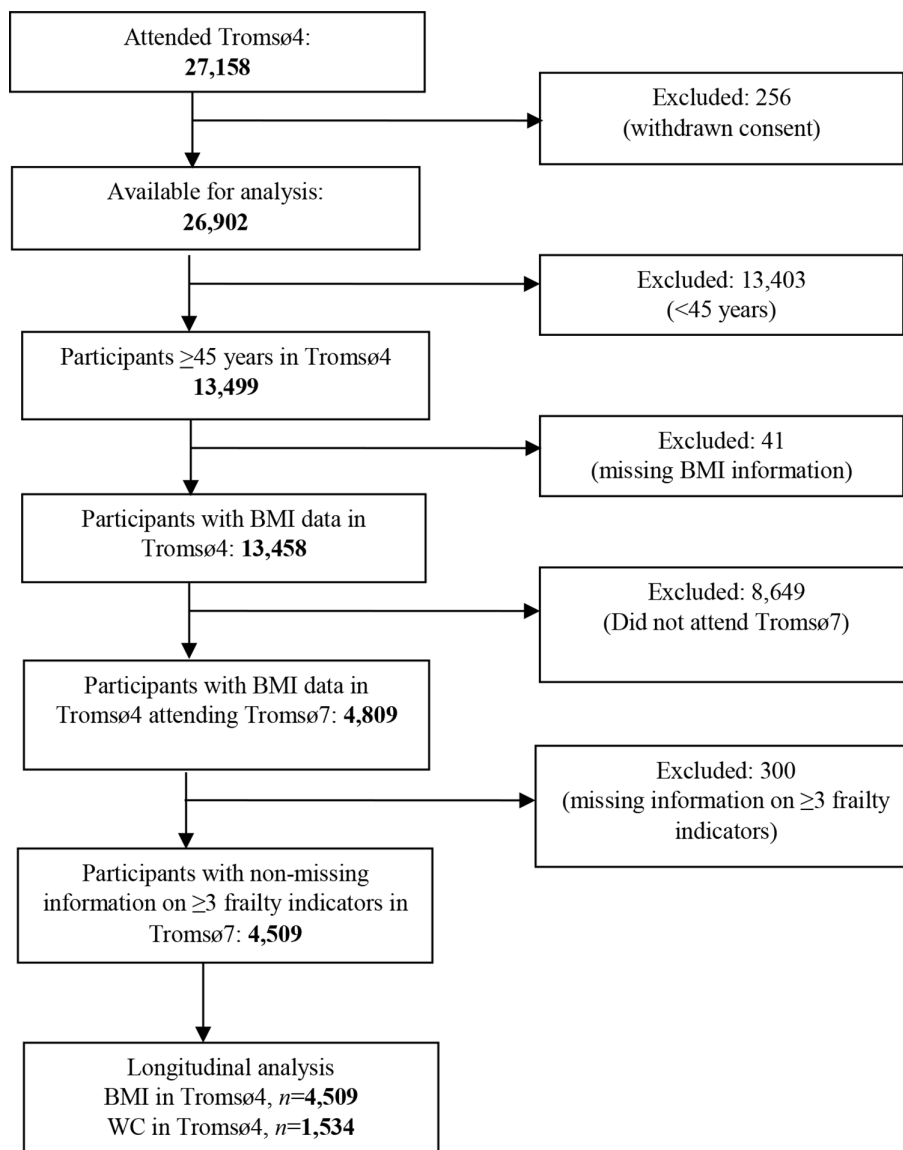 Attended Tromsø4:
27,158
Excluded: 256
(withdrawn consent)
Available for analysis:
26,902
Excluded: 13,403
(<45 years)
Participants ≥45 years in Tromsø4
13,499
Excluded: 41
(missing BMI information)
Participants with BMI data in
Tromsø4: 13,458
Excluded: 8,649
(Did not attend Tromsø7)
Participants with BMI data in
Tromsø4 attending Tromsø7: 4,809
Excluded: 300
(missing information on ≥3 frailty
indicators)
Participants with non-missing
information on ≥3 frailty indicators in
Tromsø7: 4,509
Longitudinal analysis
BMI in Tromsø4, n=4,509
WC in Tromsø4, n=1,534